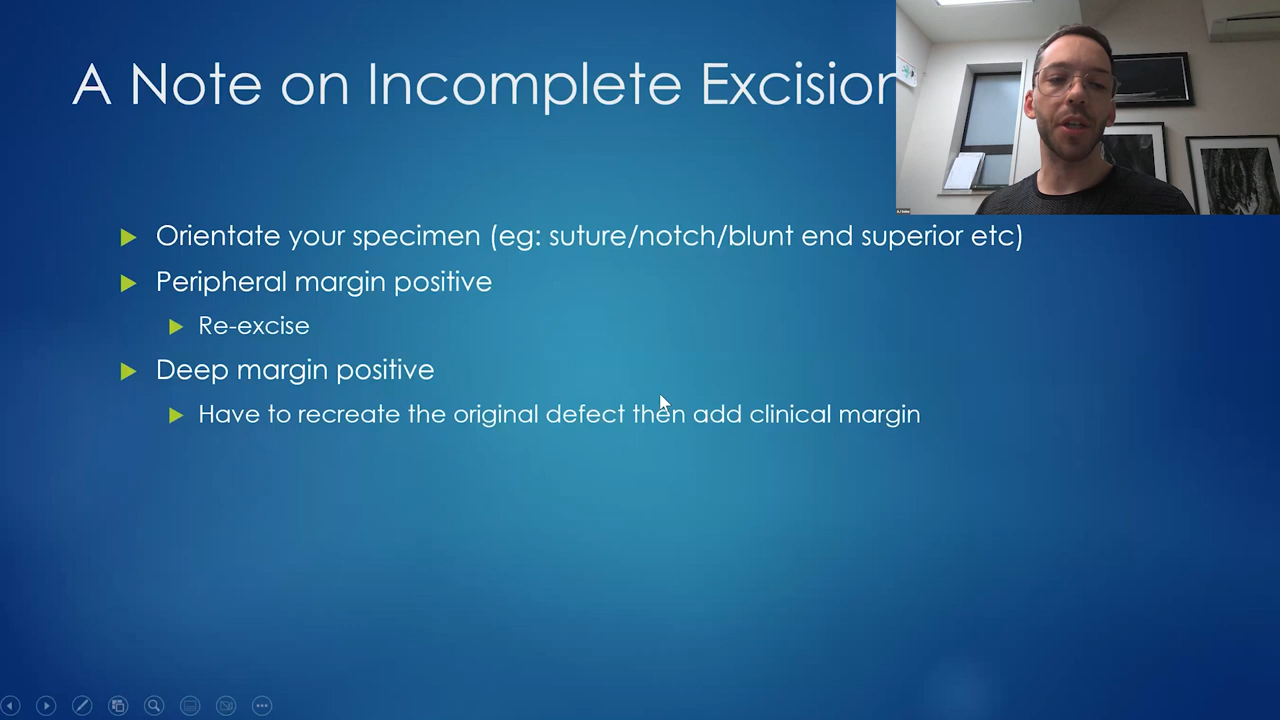 A Note on Incomplete Excision
Orientate your specimen (eg: suture/notch/blunt end superior etc)
Peripheral margin positive
Re-excise
Deep margin positive
Have to recreate the original defect then add clinical margin